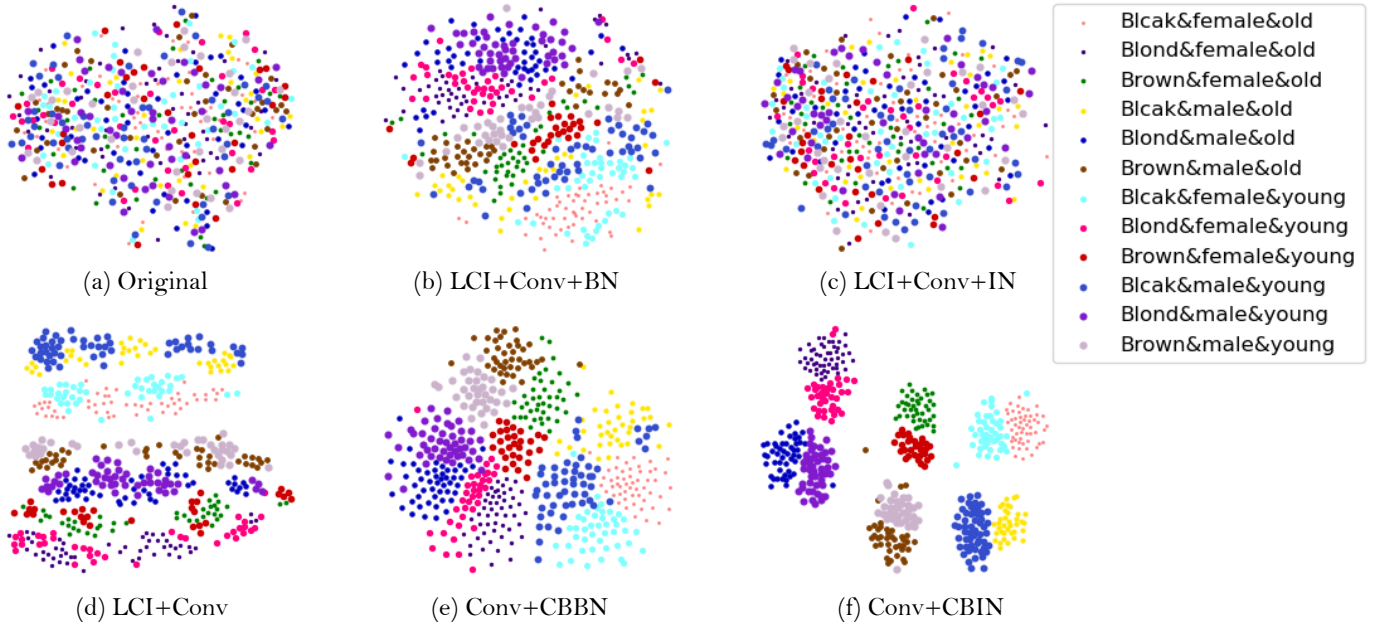 Blcak&female&old
Blond&female&old
Brown&female&old
Blcak&male&old
Blond&male&old
Brown&male&old
Blcak&female&young
Blond&female&young
Brown&female&young
Blcak&male&young
Blond&male&young
Brown&male&young
(a) Original
(b) LCI+Conv+BN
(c) LCI+Conv+IN
(d) LCI+Conv
(e) Conv+CBBN
(f) Conv+CBIN